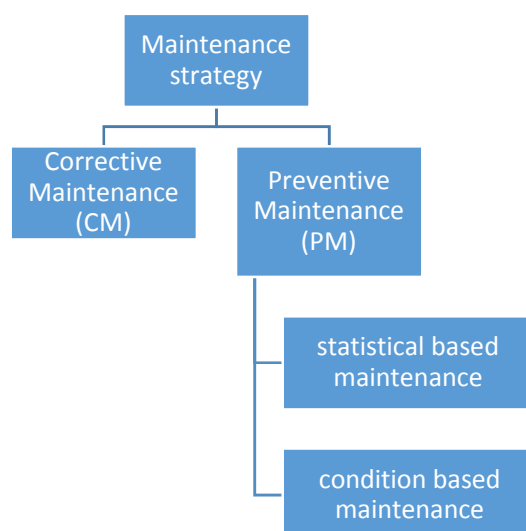 Maintenance
strategy
Corrective
Maintenance
(CM)
Preventive
Maintenance
(PM)
statistical based
maintenance
condition based
maintenance